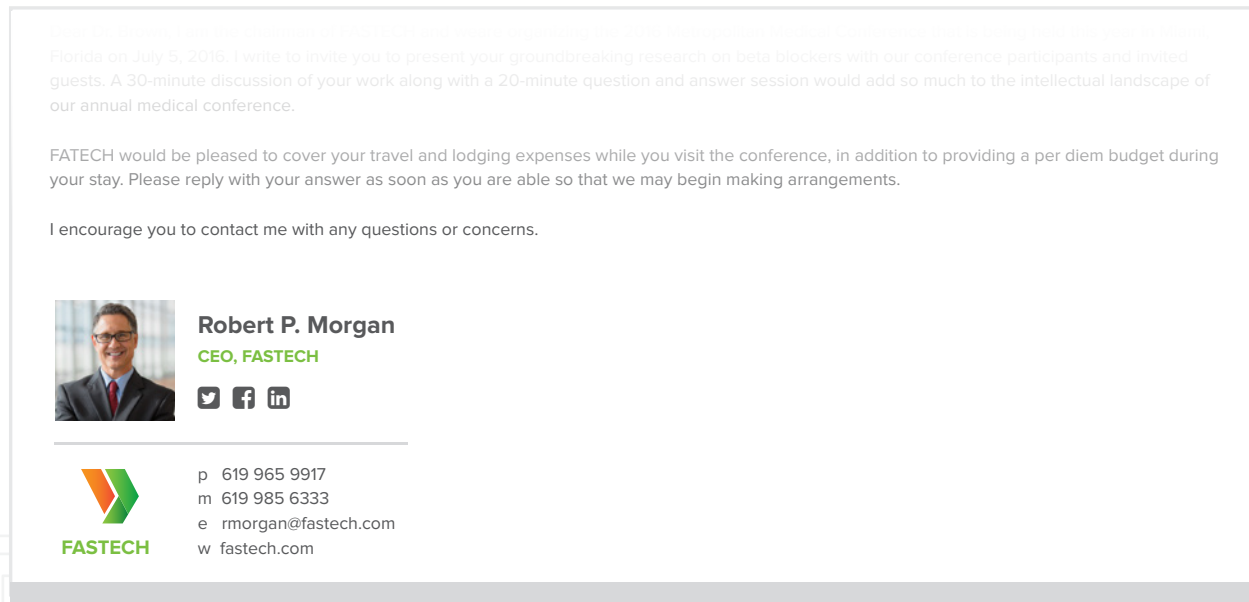 Florida on July 5, 2016. I write to invite you to present your groundbreaking research on beta blockers with our conference participants and invited
guests. A 30-minute discussion of your work along with a 20-minute question and answer session would add so much to the intellectual landscape of
our annual medical conference.
FATECH would be pleased to cover your travel and lodging expenses while you visit the conference, in addition to providing a per diem budget during
your stay. Please reply with your answer as soon as you are able so that we may begin making arrangements.
I encourage you to contact me with any questions or concerns.
Robert P. Morgan
CEO, FASTECH
in
p 619 965 9917
m 619 985 6333
e rmorgan@fastech.com
w fastech.com
FASTECH